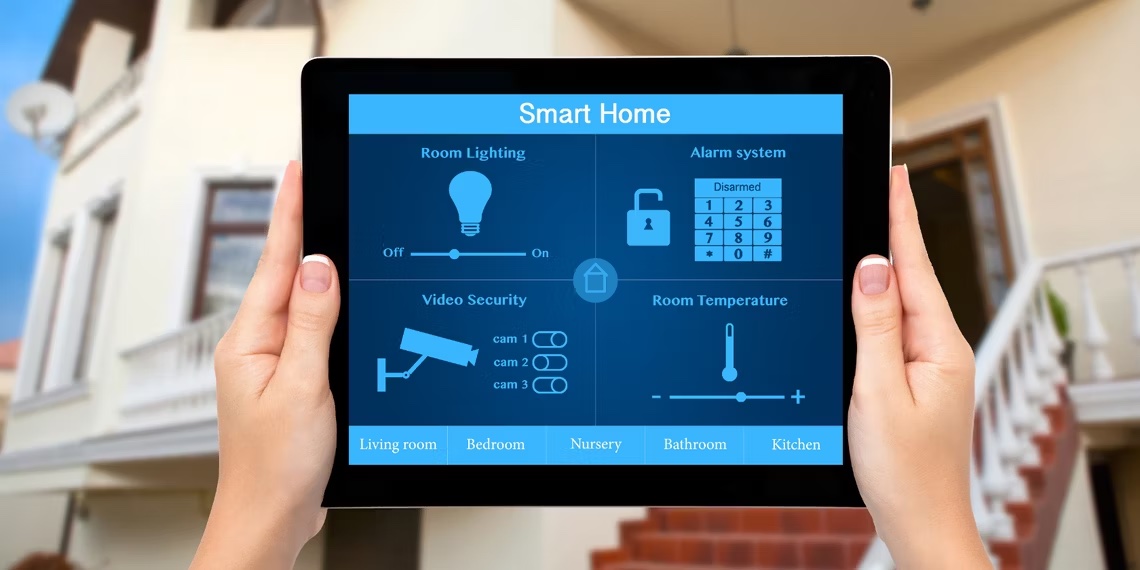 Smart Home
Room Lighting
Off
On
Alarm system
Disarmed
1 2 3
4 5 6
7 8 9
* 0 #
Video Security
cam 1
cam 2
cam 3
Room Temperature
- +
Living room
Bedroom
Nursery
Bathroom
Kitchen